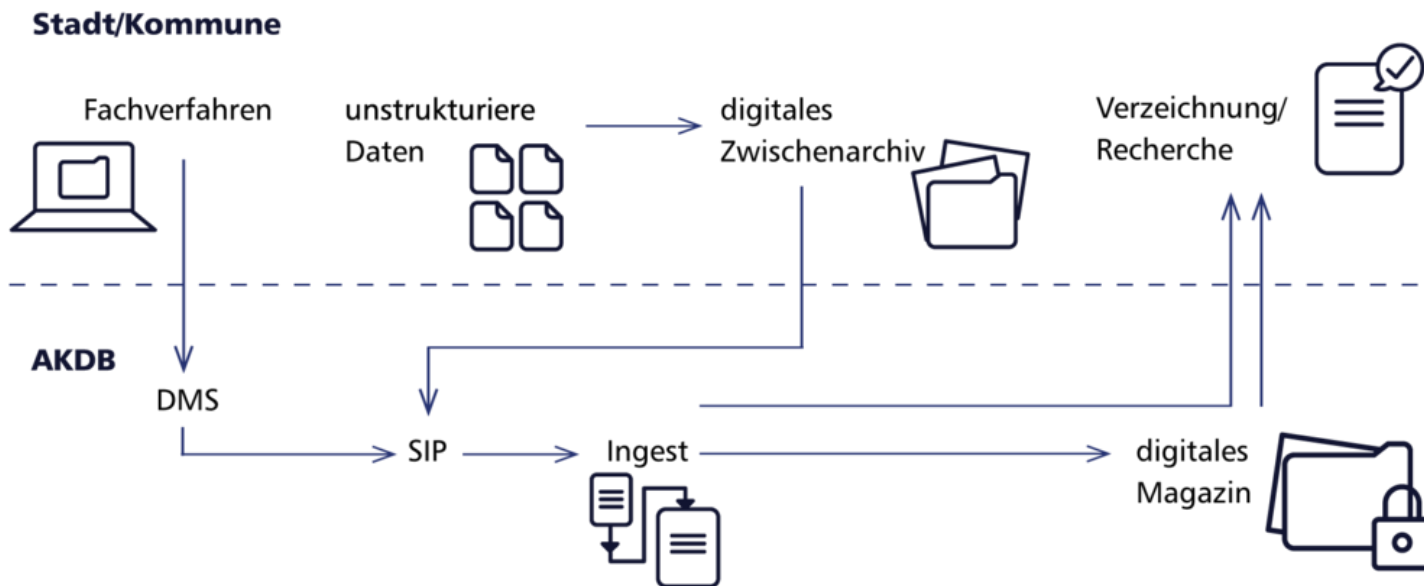 Stadt/Kommune
Fachverfahren
unstrukturiere
Daten
digitales
Zwischenarchiv
Verzeichnung/
Recherche
AKDB
DMS
SIP
Ingest
digitales
Magazin